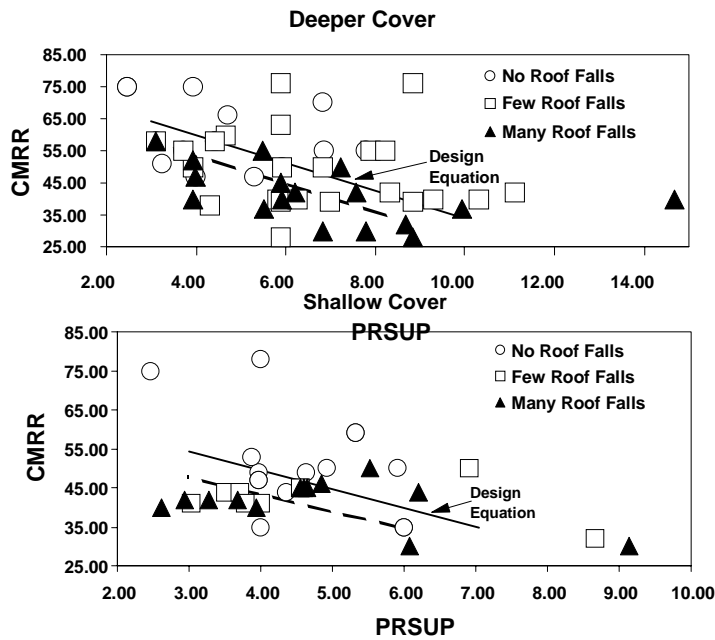 Deeper Cover
85.00
75.00
65.00
55.00
45.00
35.00
25.00
CMRR
No Roof Falls
Few Roof Falls
Many Roof Falls
Design
Equation
2.00 4.00 6.00 8.00 10.00 12.00 14.00
Shallow Cover
PRSUP
85.00
75.00
65.00
55.00
45.00
35.00
25.00
CMRR
No Roof Falls
Few Roof Falls
Many Roof Falls
Design
Equation
2.00 3.00 4.00 5.00 6.00 7.00 8.00 9.00 10.00
PRSUP